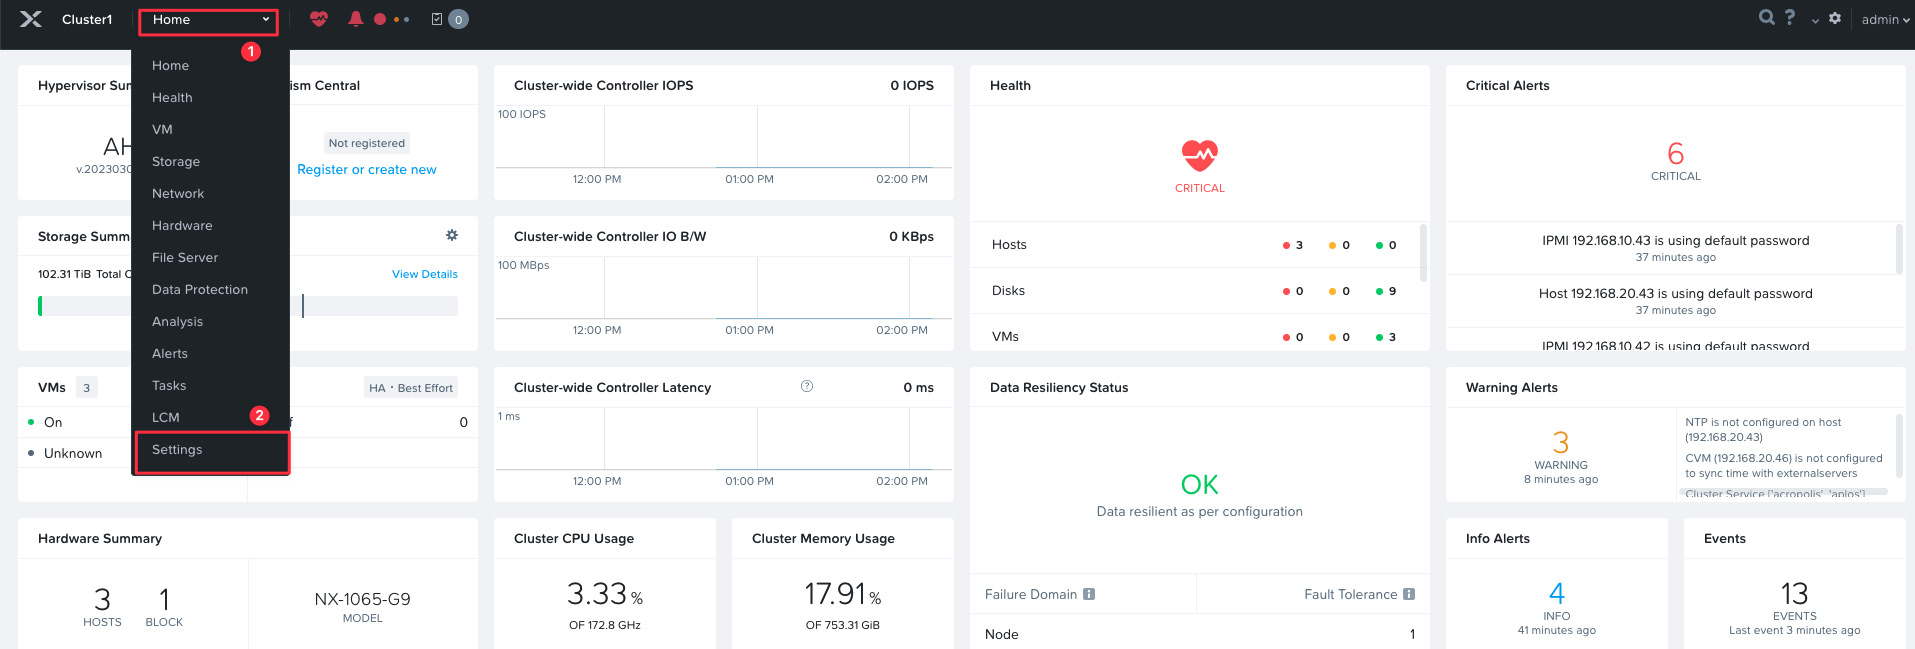 Cluster1
Home
0
admin
1
Home
Health
VM
Storage
Network
Hardware
File Server
Data Protection
Analysis
Alerts
Tasks
LCM
2
Settings
Hypervisor Sum
ism Central
AH
v.2023030
Not registered
Register or create new
Storage Summ
102.31 TiB Total C
View Details
VMs 3
HA · Best Effort
On
f
0
Unknown
Hardware Summary
3
HOSTS
1
BLOCK
NX-1065-G9
MODEL
Cluster-wide Controller IOPS
0 IOPS
100 IOPS
12:00 PM
01:00 PM
02:00 PM
Cluster-wide Controller IO B/W
0 KBps
100 MBps
12:00 PM
01:00 PM
02:00 PM
Cluster-wide Controller Latency
0 ms
1 ms
12:00 PM
01:00 PM
02:00 PM
Cluster CPU Usage
3.33 %
OF 172.8 GHz
Cluster Memory Usage
17.91 %
OF 753.31 GiB
Health
CRITICAL
Hosts 3 0 0
Disks 0 0 9
VMs 0 0 3
Data Resiliency Status
OK
Data resilient as per configuration
Failure Domain
Fault Tolerance
Node
1
Critical Alerts
6
CRITICAL
IPMI 192.168.10.43 is using default password
37 minutes ago
Host 192.168.20.43 is using default password
37 minutes ago
IPMI 192.168.10.42 is using default password
Warning Alerts
3
WARNING
8 minutes ago
NTP is not configured on host
(192.168.20.43)
CVM (192.168.20.46) is not configured
to sync time with externalservers
Cluster Service ['acropolis', 'aplos']
Info Alerts
4
INFO
41 minutes ago
Events
13
EVENTS
Last event 3 minutes ago